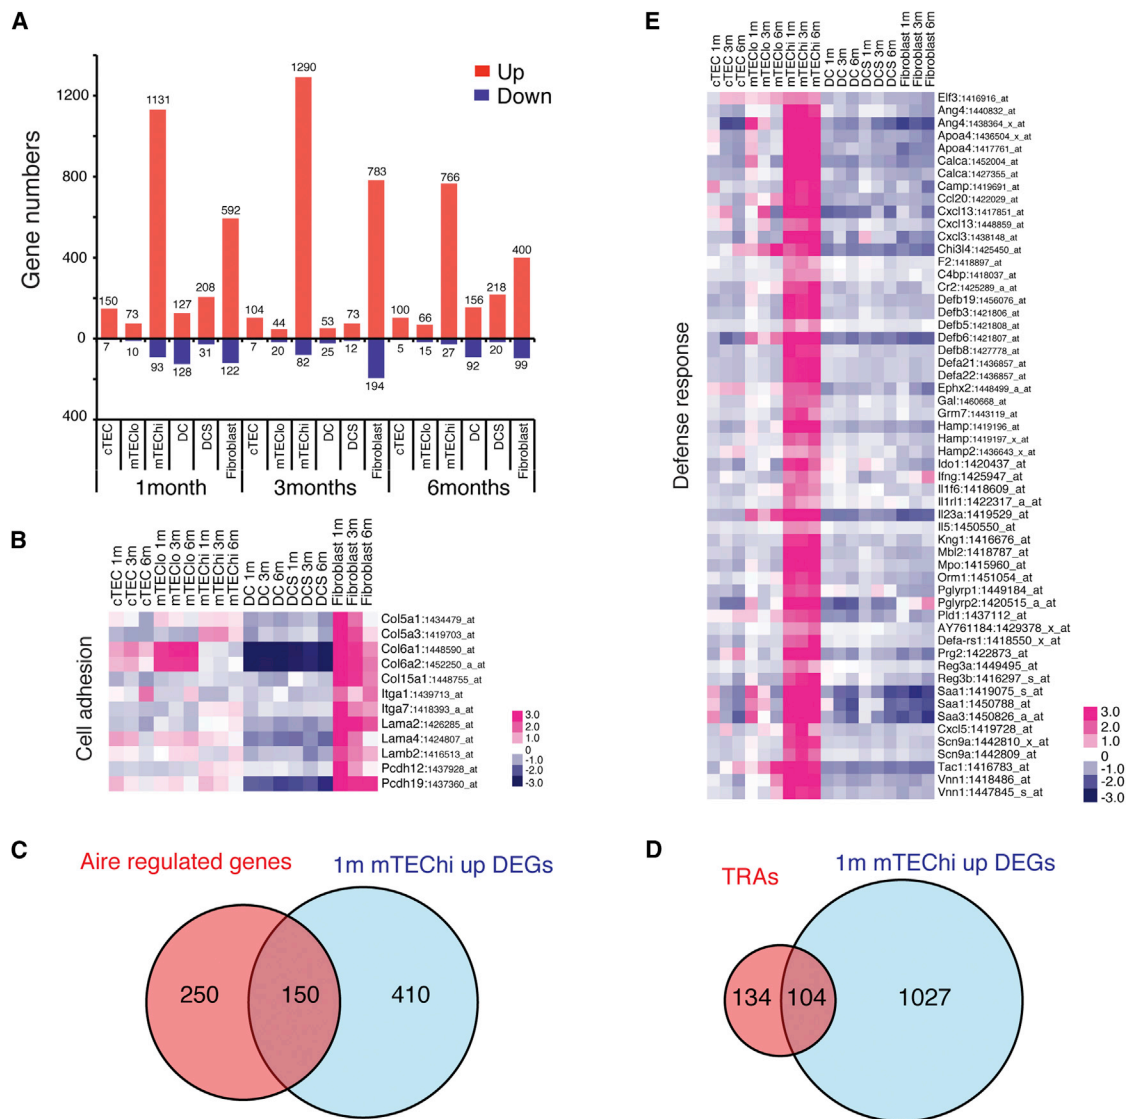 A
Gene numbers
1200
800
400
0
400
Up
Down
150 73 1131 127 208 592 104 44 1290 53 73 783 100 66 766 156 218 400
7 10 93 128 31 122 7 20 82 25 12 194 5 15 27 92 20 99
cTEC mTEClo mTEChi DC DCS Fibroblast cTEC mTEClo mTEChi DC DCS Fibroblast cTEC mTEClo mTEChi DC DCS Fibroblast
1month 3months 6months
B
cTEC 1m cTEC 3m cTEC 6m mTEClo 1m mTEClo 3m mTEClo 6m mTEChi 1m mTEChi 3m mTEChi 6m DC 1m DC 3m DC 6m DCS 1m DCS 3m DCS 6m Fibroblast 1m Fibroblast 3m Fibroblast 6m
Cell adhesion
Col5a1:1434479_at
Col5a3:1419703_at
Col6a1:1448590_at
Col6a2:1452250_a_at
Col15a1:1448755_at
Itga1:1439713_at
Itga7:1418393_a_at
Lama2:1426285_at
Lama4:1424807_at
Lamb2:1416513_at
Pcdh12:1437928_at
Pcdh19:1437360_at
3.0
2.0
1.0
0
-1.0
-2.0
-3.0
C
Aire regulated genes
1m mTEChi up DEGs
250 150 410
D
TRAs
1m mTEChi up DEGs
134 104 1027
E
cTEC 1m cTEC 3m cTEC 6m mTEClo 1m mTEClo 3m mTEClo 6m mTEChi 1m mTEChi 3m mTEChi 6m DC 1m DC 3m DC 6m DCS 1m DCS 3m DCS 6m Fibroblast 1m Fibroblast 3m Fibroblast 6m
Defense response
Elf3:1416916_at
Ang4:1440832_at
Ang4:1438364_x_at
Apoa4:1436504_x_at
Apoa4:1417761_at
Calca:1452004_at
Calca:1427355_at
Camp:1419691_at
Ccl20:1422029_at
Cxcl13:1417851_at
Cxcl13:1448859_at
Cxcl3:1438148_at
Chi3l4:1425450_at
F2:1418897_at
C4bp:1418037_at
Cr2:1425289_a_at
Defb19:1456076_at
Defb3:1421806_at
Defb5:1421808_at
Defb6:1421807_at
Defb8:1427778_at
Defa21:1436857_at
Defa22:1436857_at
Ephx2:1448499_a_at
Gal:1460668_at
Grm7:1443119_at
Hamp:1419196_at
Hamp:1419197_x_at
Hamp2:1436643_x_at
Ido1:1420437_at
Ifng:1425947_at
Il1f6:1418609_at
Il1rl1:1422317_a_at
Il23a:1419529_at
Il5:1450550_at
Kng1:1416676_at
Mbl2:1418787_at
Mpo:1415960_at
Orm1:1451054_at
Pglyrp1:1449184_at
Pglyrp2:1420515_a_at
Pld1:1437112_at
AY761184:1429378_x_at
Defa-rs1:1418550_x_at
Prg2:1422873_at
Reg3a:1449495_at
Reg3b:1416297_s_at
Saa1:1419075_s_at
Saa1:1450788_at
Saa3:1450826_a_at
Cxcl5:1419728_at
Scn9a:1442810_x_at
Scn9a:1442809_at
Tac1:1416783_at
Vnn1:1418486_at
Vnn1:1447845_s_at
3.0
2.0
1.0
0
-1.0
-2.0
-3.0